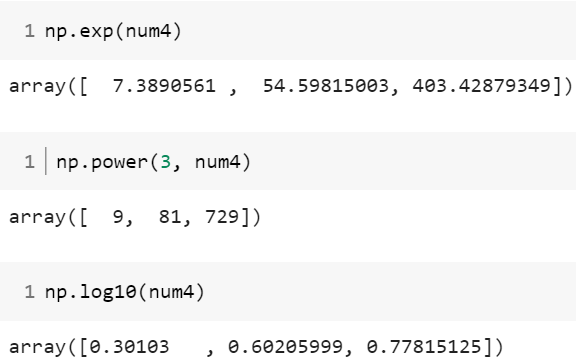 1 np.exp(num4)
array([  7.3890561 ,  54.59815003, 403.42879349])
1 np.power(3, num4)
array([  9,  81, 729])
1 np.log10(num4)
array([0.30103   , 0.60205999, 0.77815125])